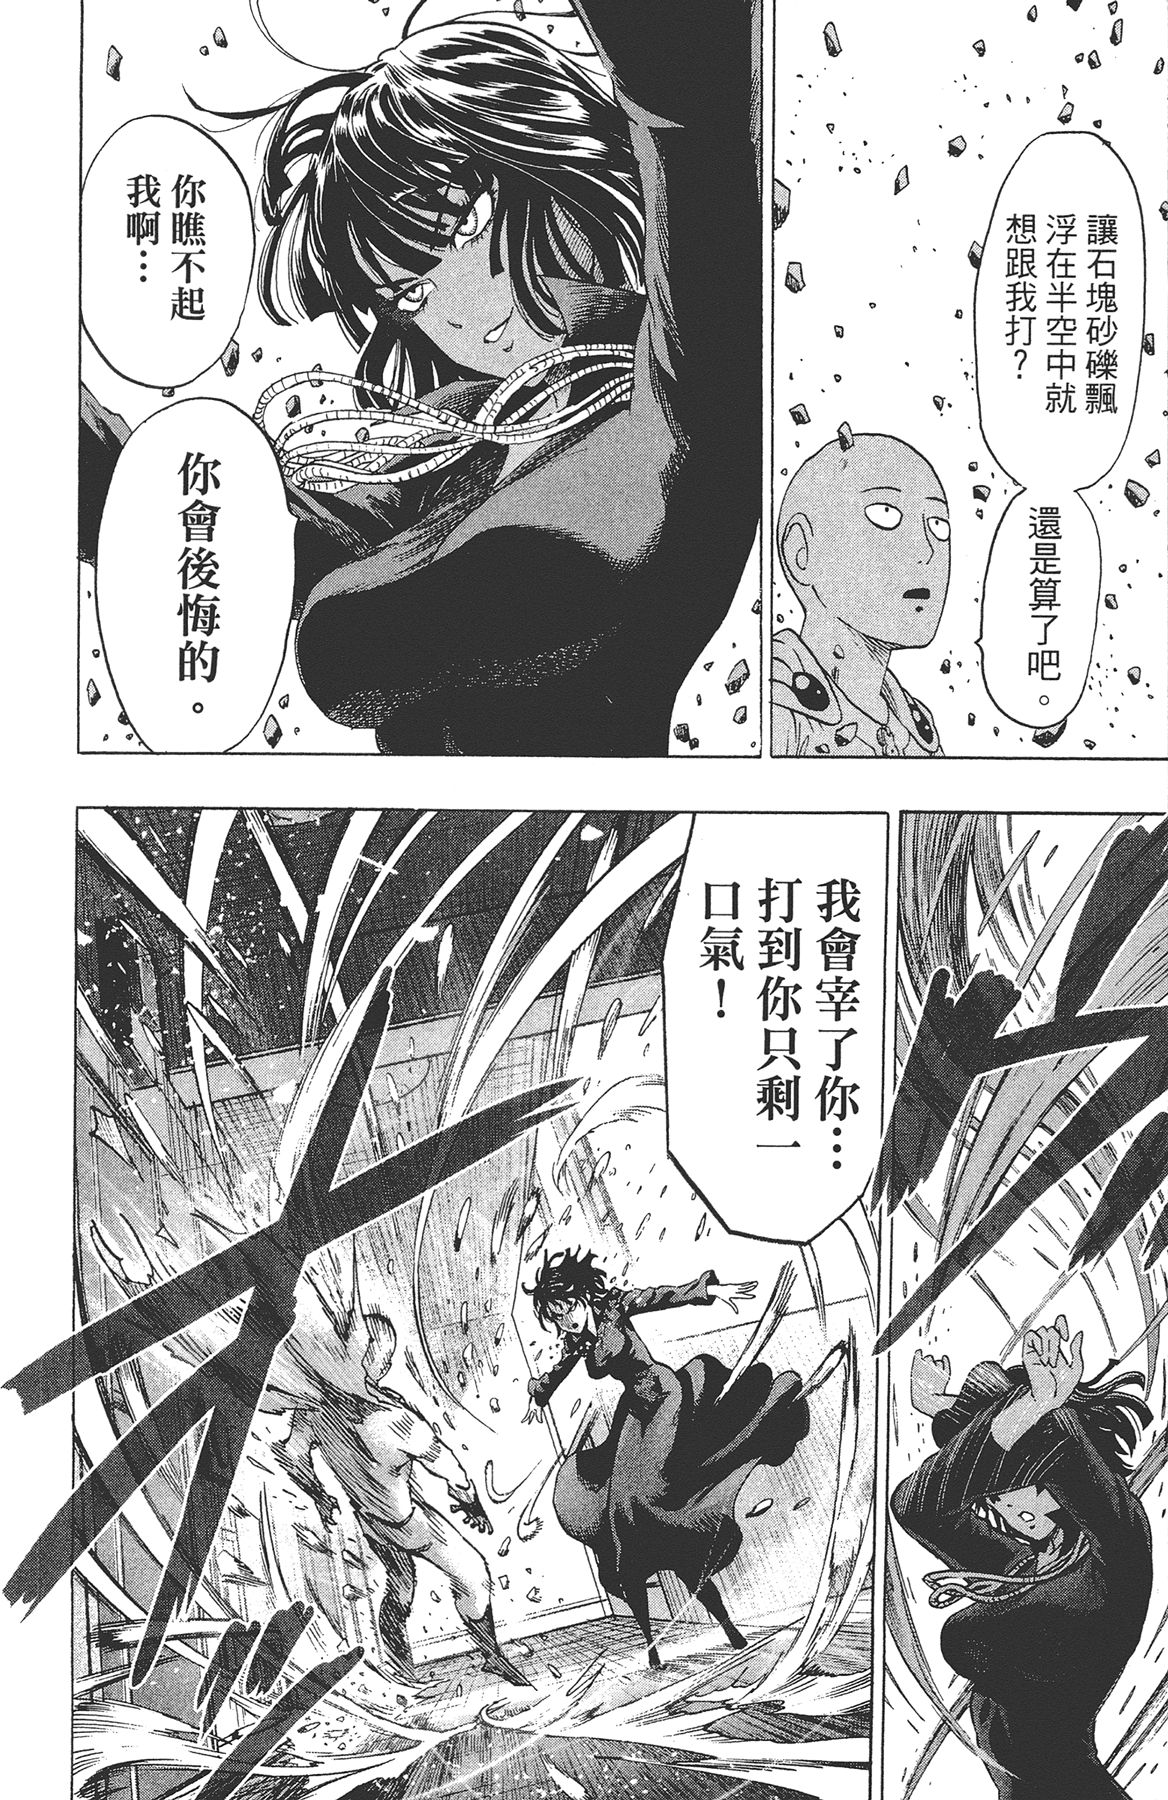 讓石塊砂礫飄
浮在半空中就
想跟我打?
還是算了吧。
你瞧不起
我啊…
你會後悔的。
我會宰了你…
打到你只剩一
口氣!